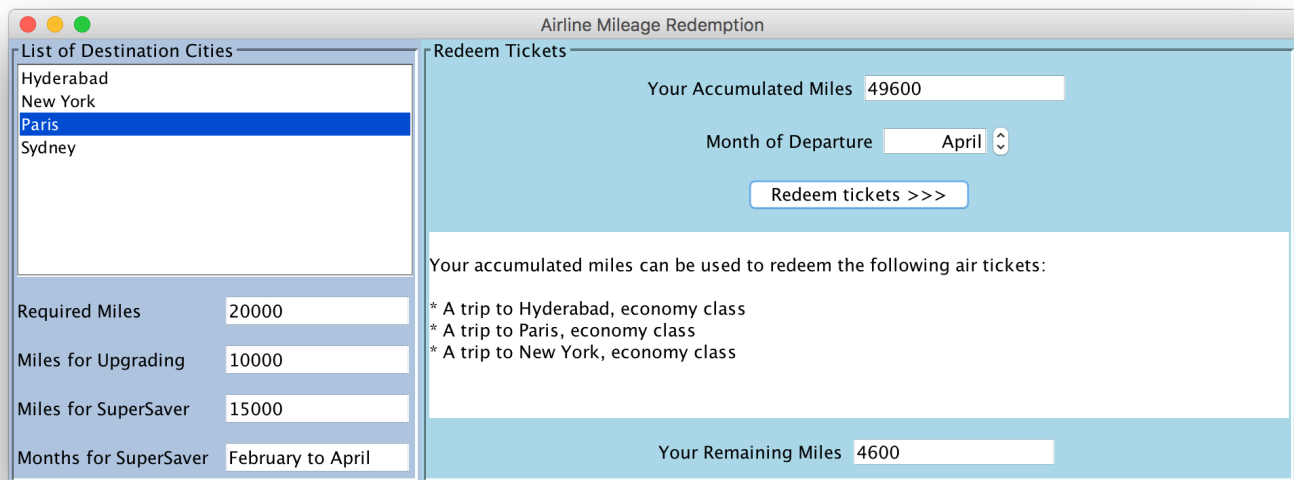 Airline Mileage Redemption
List of Destination Cities
Hyderabad
New York
Paris
Sydney
Required Miles 20000
Miles for Upgrading 10000
Miles for SuperSaver 15000
Months for SuperSaver February to April
Redeem Tickets
Your Accumulated Miles 49600
Month of Departure April
Redeem tickets >>>
Your accumulated miles can be used to redeem the following air tickets:
* A trip to Hyderabad, economy class
* A trip to Paris, economy class
* A trip to New York, economy class
Your Remaining Miles 4600